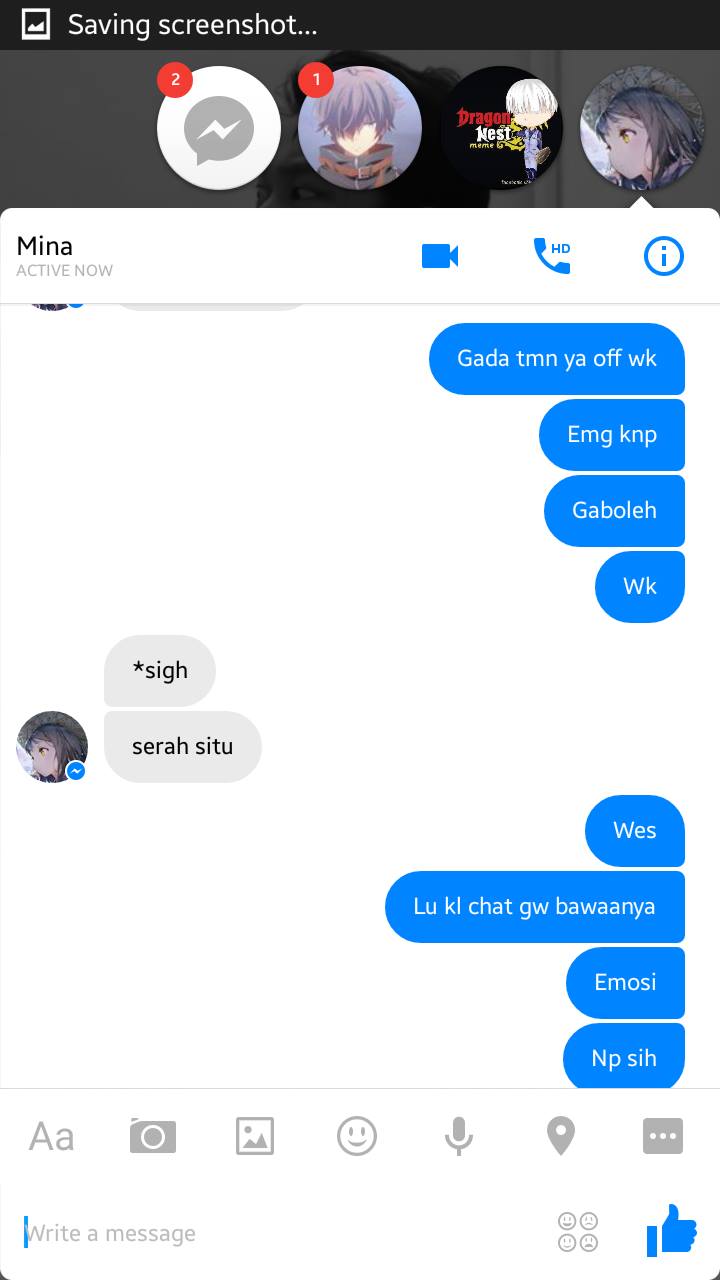 Saving screenshot...
2
1
Dragon
Nest
meme
Mina
ACTIVE NOW
HD
Gada tmn ya off wk
Emg knp
Gaboleh
Wk
*sigh
serah situ
Wes
Lu kl chat gw bawaanya
Emosi
Np sih
Aa
Write a message